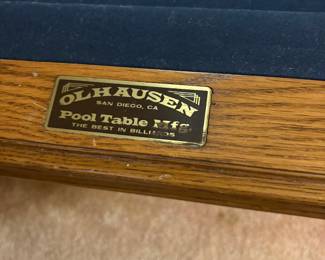 OLHAUSEN
SAN DIEGO, CA
Pool Table Mfg.
THE BEST IN BILLIARDS